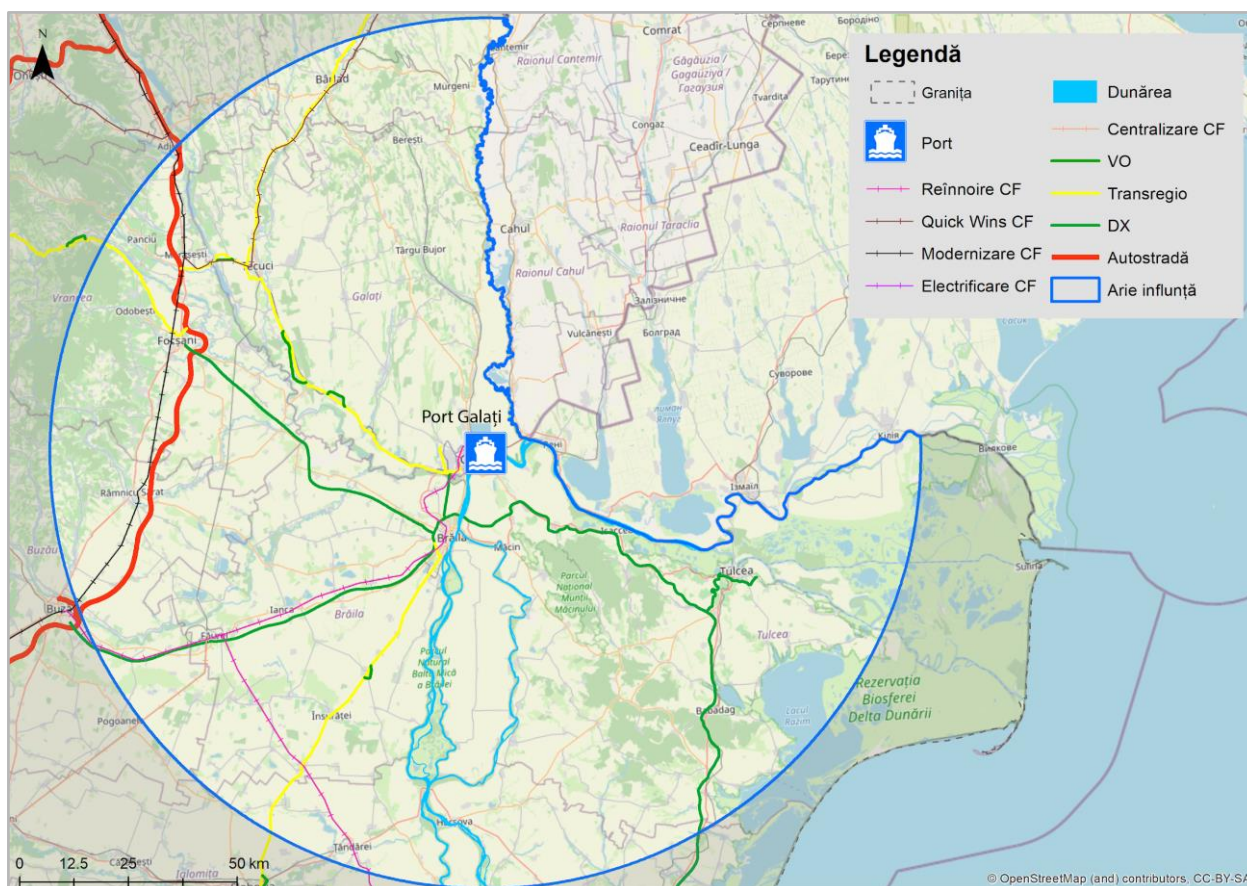 Legendă
Granița
Port
Reînnoire CF
Quick Wins CF
Modernizare CF
Electrificare CF
Dunărea
Centralizare CF
VO
Transregio
DX
Autostradă
Arie influnță
Cantemir
Comrat
Серпневе
Бородіно
Raionul Cantemir
Găgăuzia /
Gagauziya /
Гагаузия
Тарутине
Tvardița
Bârlad
Murgeni
Berești
Congaz
Ceadîr-Lunga
Panciu
Cahul
Raionul Taraclia
Târgu Bujor
Raionul Cahul
Tecuci
Vrancea
Galați
Odobești
Focșani
Залізничне
Vulcănești
Болград
Суворове
Port Galați
Кілія
Вилкове
Ізмаїл
Râmnicu Sărat
Buzău
Brăila
Măcin
Tulcea
Sulina
Parcul
Național
Munții
Măcinului
Ianca
Brăila
Făurei
Tulcea
Parcul
Natural
Balta Mică
a Brăilei
Rezervația
Biosferei
Delta Dunării
Lacul
Razim
Babadag
Pogoanele
Însurăței
Hârșova
Țăndărei
Ialomița
0 12.5 25 50 km
© OpenStreetMap (and) contributors, CC-BY-SA